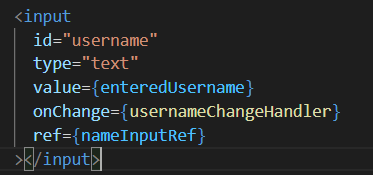 <input
id="username"
type="text"
value={enteredUsername}
onChange={usernameChangeHandler}
ref={nameInputRef}
></input>